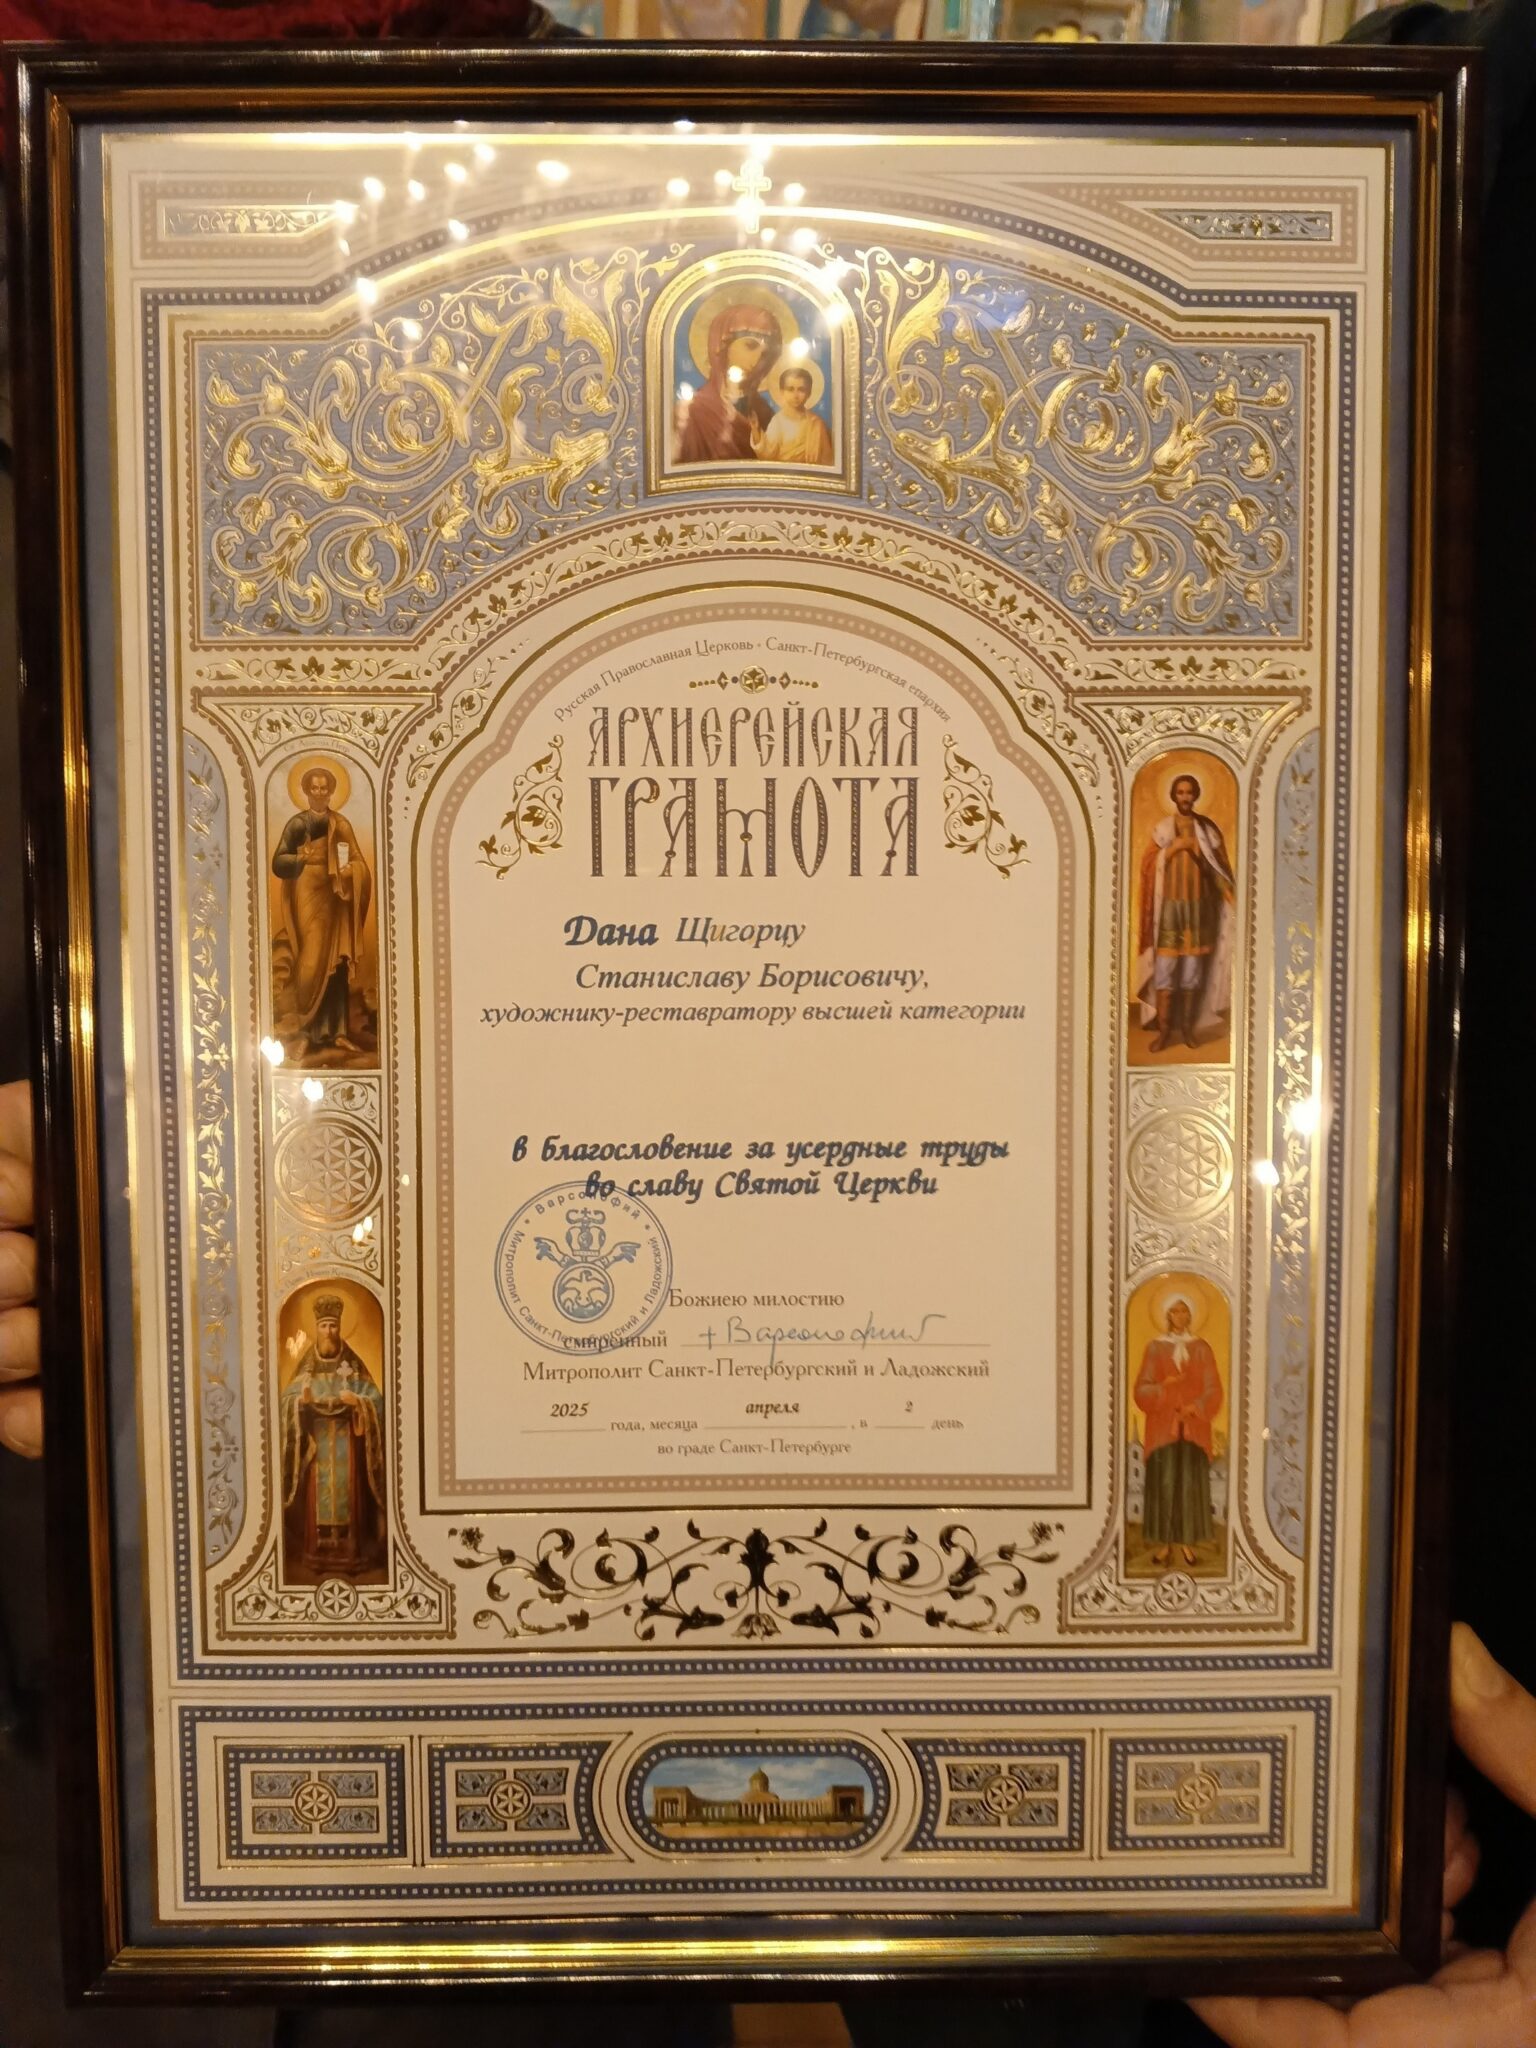 Русская Православная Церковь • Санкт-Петербургская епархия
АРХИЕРЕЙСКАЯ
ГРАМОТА
Дана Щигорцу
Станиславу Борисовичу,
художнику-реставратору высшей категории
в благословение за усердные труды
во славу Святой Церкви
• Варсонофий • Митрополит Санкт-Петербургский и Ладожский
Божиею милостию
смиренный + Варсонофий
Митрополит Санкт-Петербургский и Ладожский
2025 года, месяца апреля, в 2 день
во граде Санкт-Петербурге